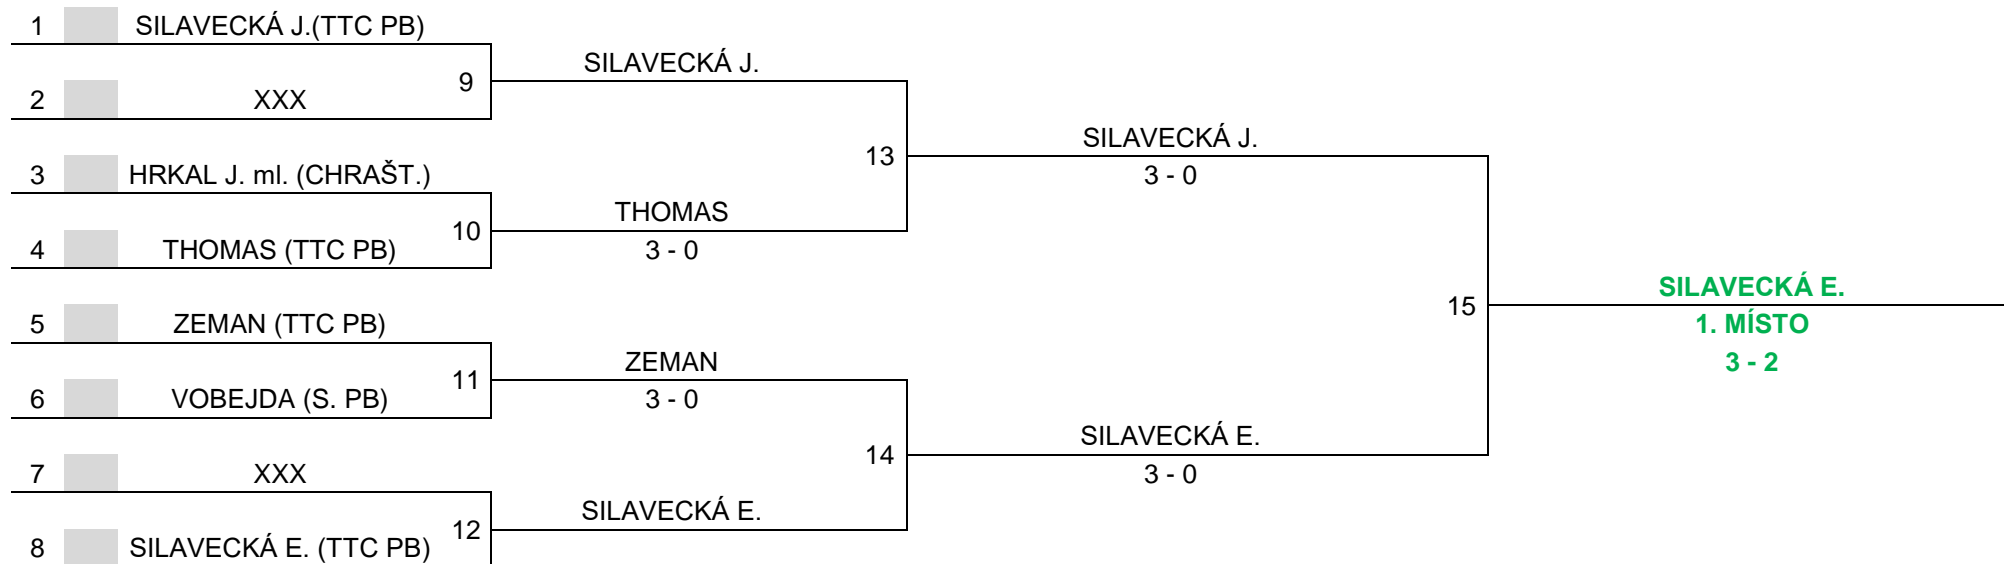 1 SILAVECKÁ J.(TTC PB)
SILAVECKÁ J.
9
2 XXX
SILAVECKÁ J.
13
3 HRKAL J. ml. (CHRAŠT.)
3 - 0
THOMAS
10
4 THOMAS (TTC PB)
3 - 0
SILAVECKÁ E.
15
5 ZEMAN (TTC PB)
1. MÍSTO
ZEMAN
3 - 2
11
6 VOBEJDA (S. PB)
3 - 0
SILAVECKÁ E.
14
7 XXX
3 - 0
SILAVECKÁ E.
12
8 SILAVECKÁ E. (TTC PB)